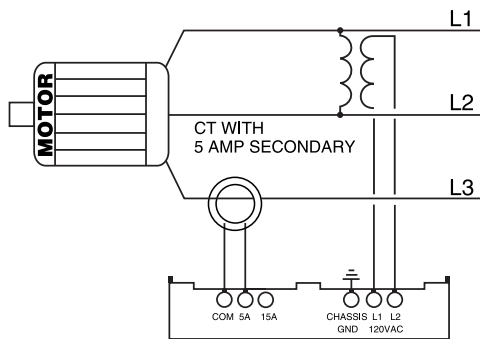 L1
MOTOR
L2
CT WITH
5 AMP SECONDARY
L3
COM 5A 15A CHASSIS L1 L2
GND 120VAC